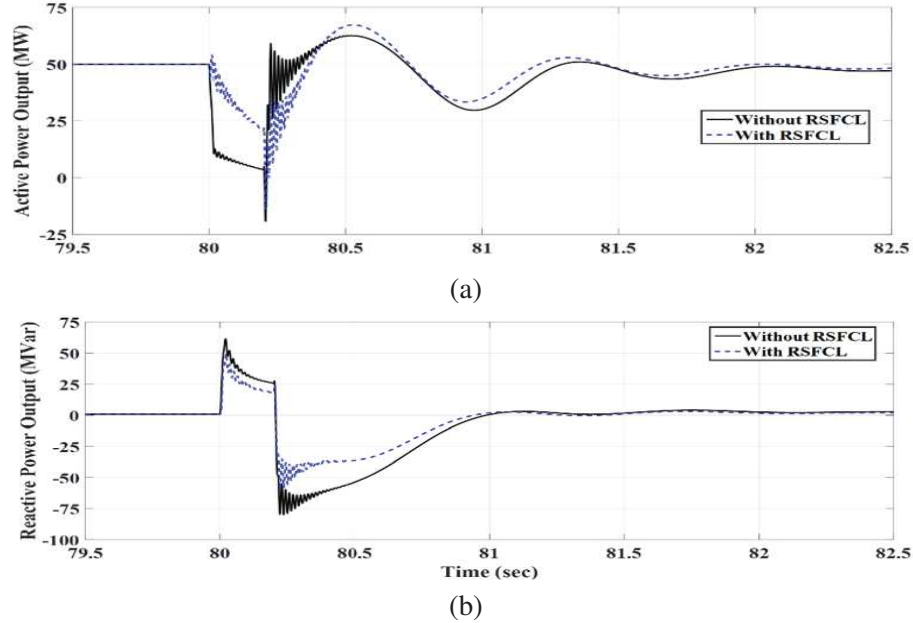 Active Power Output (MW)
75
50
25
0
-25
79.5 80 80.5 81 81.5 82 82.5
Without RSFCL
With RSFCL
(a)
Reactive Power Output (MVar)
75
50
25
0
-25
-50
-75
-100
79.5 80 80.5 81 81.5 82 82.5
Without RSFCL
With RSFCL
Time (sec)
(b)